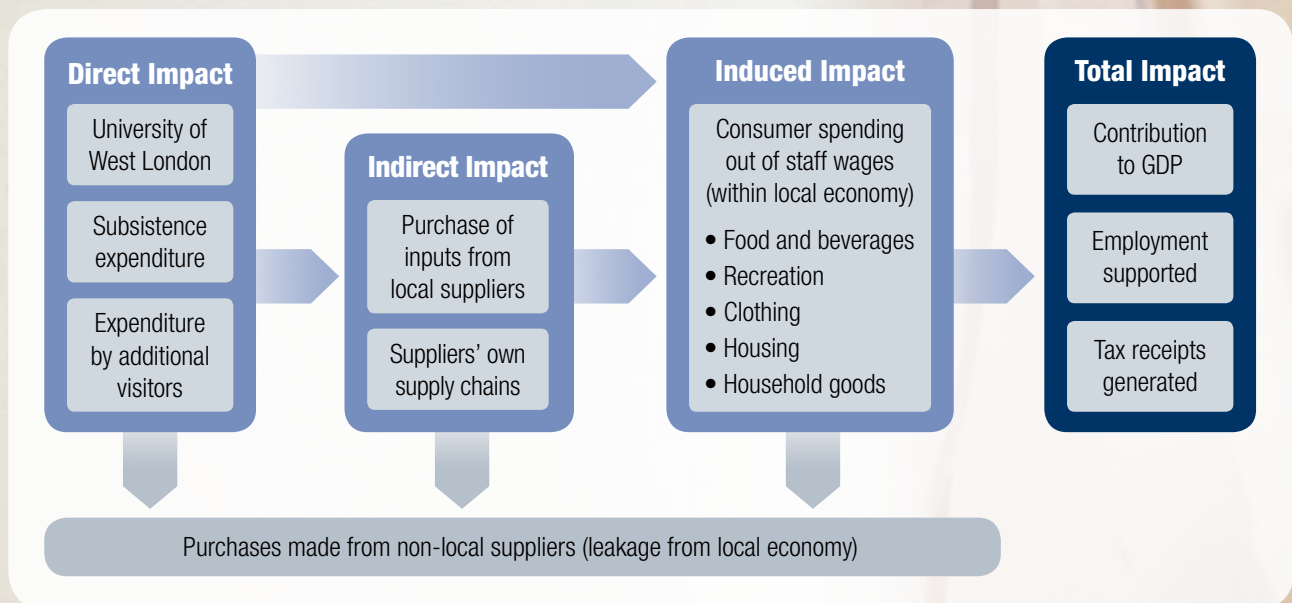 Direct Impact
University of
West London
Subsistence
expenditure
Expenditure
by additional
visitors
Indirect Impact
Purchase of
inputs from
local suppliers
Suppliers’ own
supply chains
Induced Impact
Consumer spending
out of staff wages
(within local economy)
• Food and beverages
• Recreation
• Clothing
• Housing
• Household goods
Total Impact
Contribution
to GDP
Employment
supported
Tax receipts
generated
Purchases made from non-local suppliers (leakage from local economy)